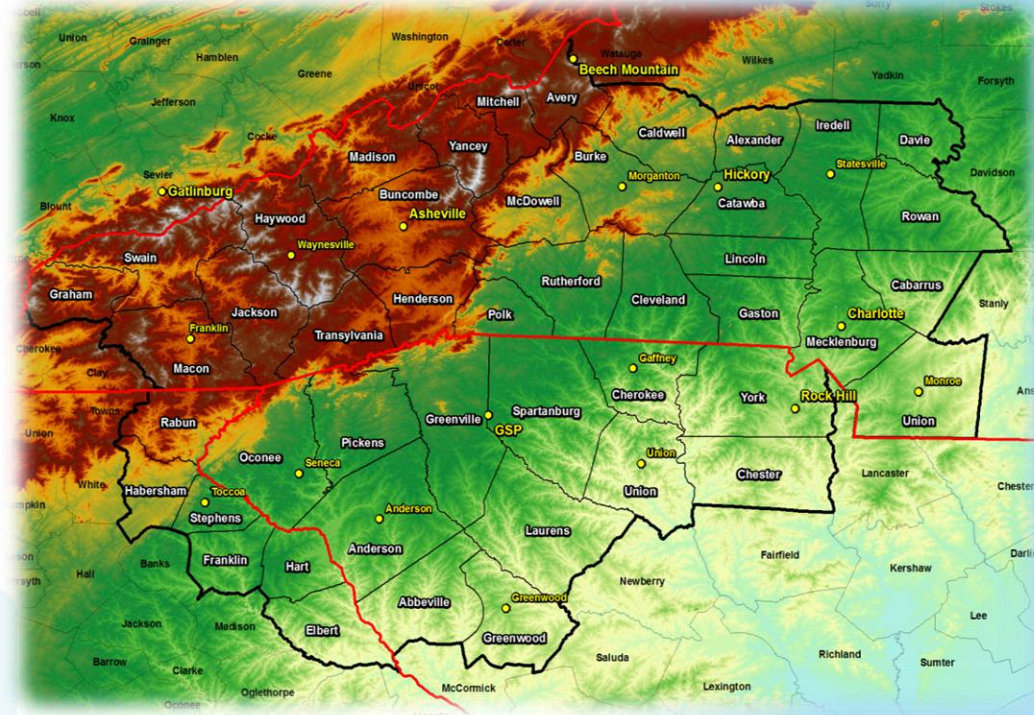 Union
Grainger
Hamblen
Washington
Carter
Watauga
Surry
Stokes
Greene
Beech Mountain
Wilkes
Yadkin
Forsyth
Unicoi
Mitchell
Avery
Jefferson
Knox
Cocke
Caldwell
Alexander
Iredell
Davie
Yancey
Madison
Burke
Sevier
Gatlinburg
Morganton
Hickory
Statesville
Davidson
Blount
Buncombe
McDowell
Catawba
Haywood
Asheville
Rowan
Waynesville
Swain
Lincoln
Rutherford
Cabarrus
Graham
Henderson
Cleveland
Stanly
Jackson
Polk
Gaston
Charlotte
Franklin
Transylvania
Mecklenburg
Cherokee
Clay
Macon
Gaffney
Monroe
Cherokee
York
Rock Hill
Towns
Rabun
Greenville
Spartanburg
GSP
Union
Union
Pickens
Oconee
Seneca
Union
Chester
Lancaster
White
Habersham
Toccoa
Union
Chester
Stephens
Anderson
Laurens
Anderson
Fairfield
Banks
Franklin
Hart
Kershaw
Hall
Newberry
Abbeville
Greenwood
Lee
Jackson
Madison
Elbert
Greenwood
Richland
Saluda
Sumter
Barrow
Clarke
McCormick
Lexington
Oglethorpe
Oconee